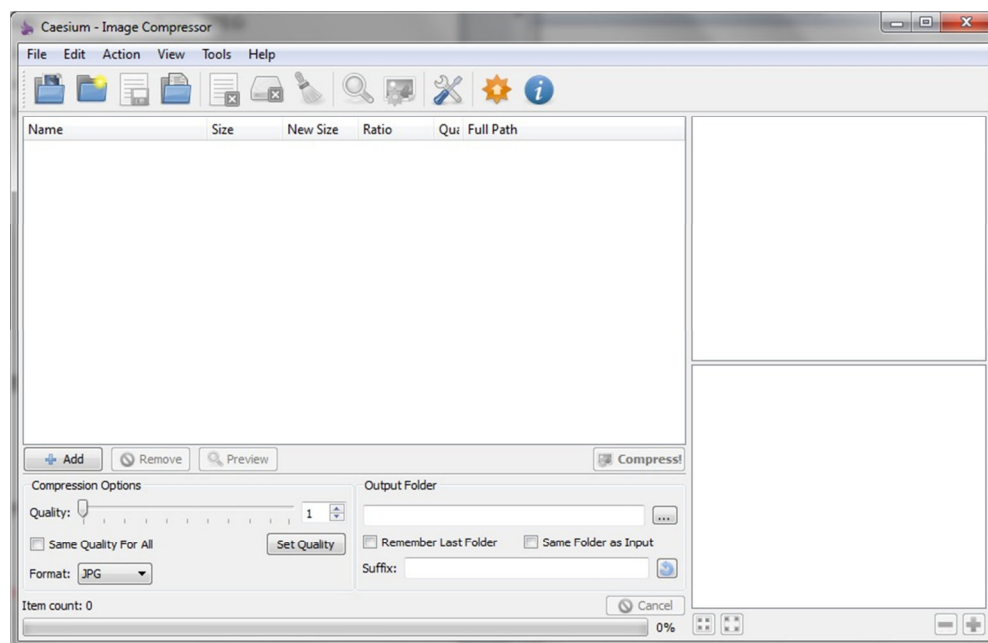 Caesium - Image Compressor
File Edit Action View Tools Help
Name Size New Size Ratio Qua Full Path
Add Remove Preview Compress!
Compression Options
Quality: 1
Same Quality For All Set Quality
Format: JPG
Output Folder
...
Remember Last Folder Same Folder as Input
Suffix:
Item count: 0 Cancel
0%